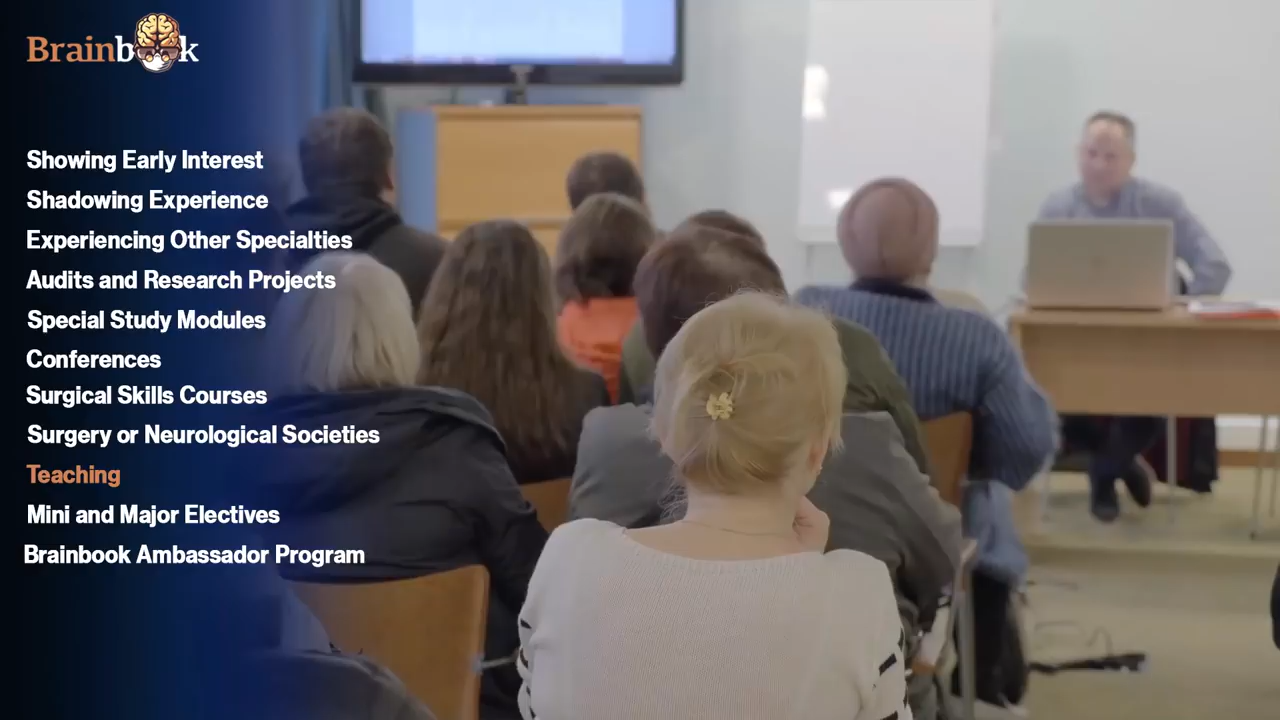 Brainbook
Showing Early Interest
Shadowing Experience
Experiencing Other Specialties
Audits and Research Projects
Special Study Modules
Conferences
Surgical Skills Courses
Surgery or Neurological Societies
Teaching
Mini and Major Electives
Brainbook Ambassador Program